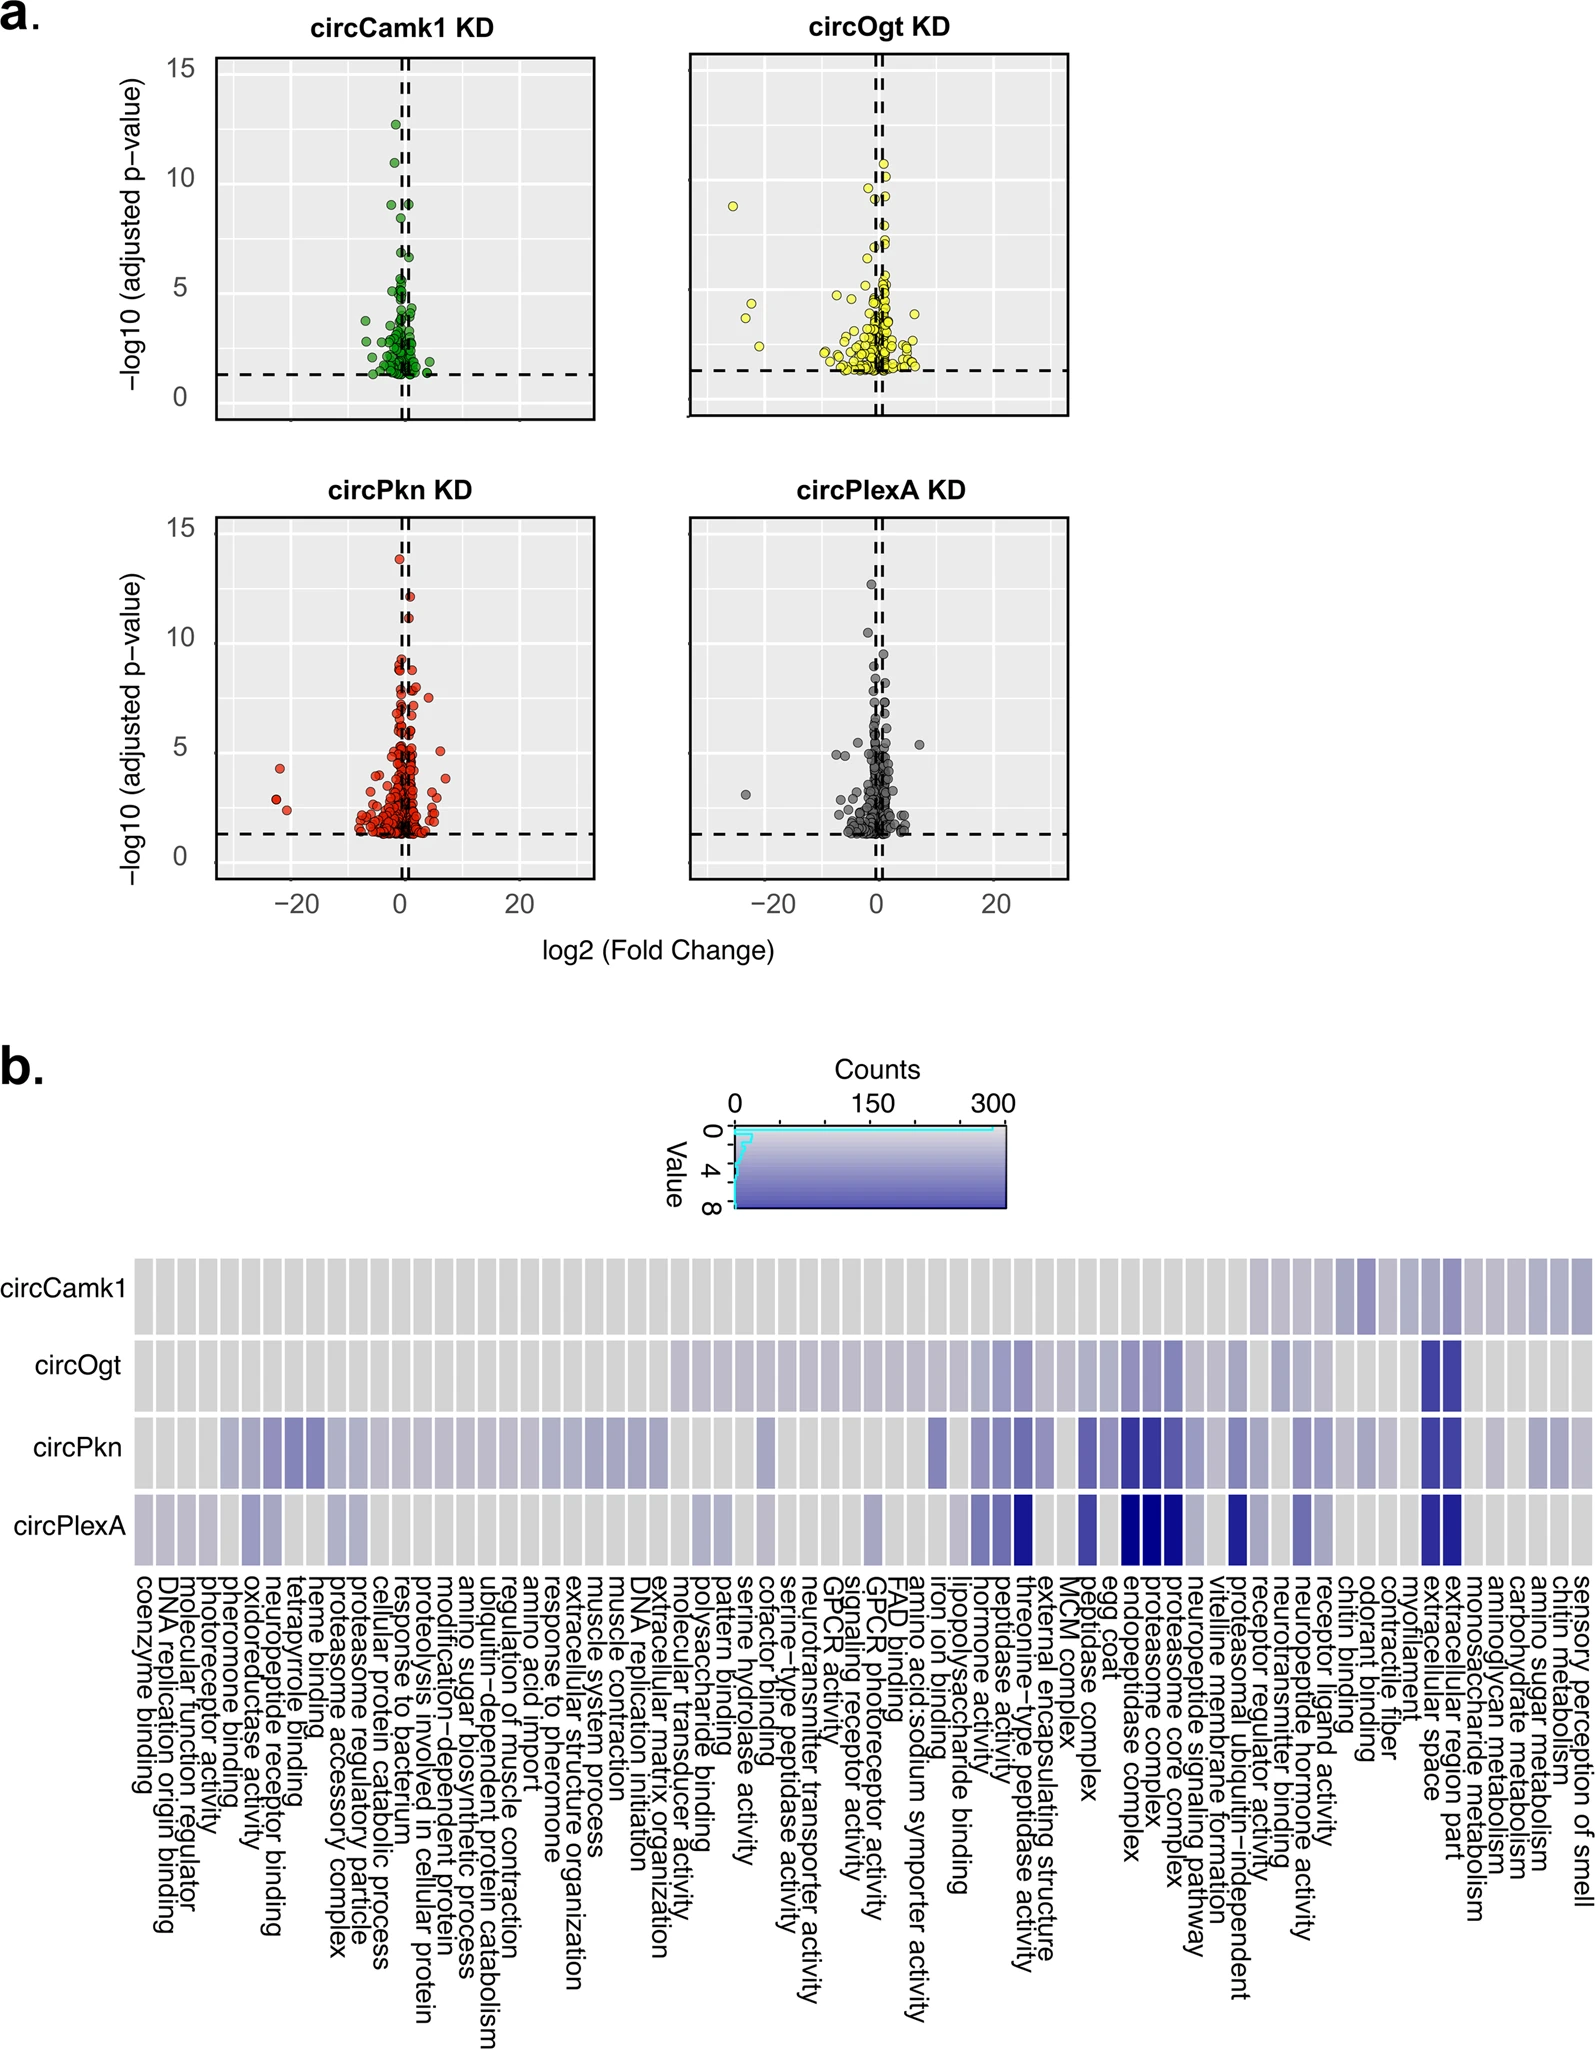 a.
circCamk1 KD
circOgt KD
−log10 (adjusted p−value)
15
10
5
0
circPkn KD
circPlexA KD
−log10 (adjusted p−value)
15
10
5
0
−20 0 20
−20 0 20
log2 (Fold Change)
b.
Counts
0 150 300
Value
0 4 8
circCamk1
circOgt
circPkn
circPlexA
coenzyme binding
DNA replication origin binding
molecular function regulator
photoreceptor activity
pheromone binding
oxidoreductase activity
neuropeptide receptor binding
tetrapyrrole binding
heme binding
proteasome accessory complex
proteasome regulatory particle
cellular protein catabolic process
response to bacterium
proteolysis involved in cellular protein
modification−dependent protein
amino sugar biosynthetic process
ubiquitin−dependent protein catabolism
regulation of muscle contraction
amino acid import
response to pheromone
extracellular structure organization
muscle system process
muscle contraction
DNA replication initiation
extracellular matrix organization
molecular transducer activity
polysaccharide binding
pattern binding
serine hydrolase activity
cofactor binding
serine−type peptidase activity
neurotransmitter transporter activity
GPCR activity
signaling receptor activity
GPCR photoreceptor activity
FAD binding
amino acid:sodium symporter activity
iron ion binding
lipopolysaccharide binding
hormone activity
peptidase activity
threonine−type peptidase activity
external encapsulating structure
MCM complex
peptidase complex
egg coat
endopeptidase complex
proteasome complex
proteasome core complex
neuropeptide signaling pathway
vitelline membrane formation
proteasomal ubiquitin−independent
receptor regulator activity
neurotransmitter binding
neuropeptide hormone activity
receptor ligand activity
chitin binding
odorant binding
contractile fiber
myofilament
extracellular space
extracellular region part
monosaccharide metabolism
aminoglycan metabolism
carbohydrate metabolism
amino sugar metabolism
chitin metabolism
sensory perception of smell